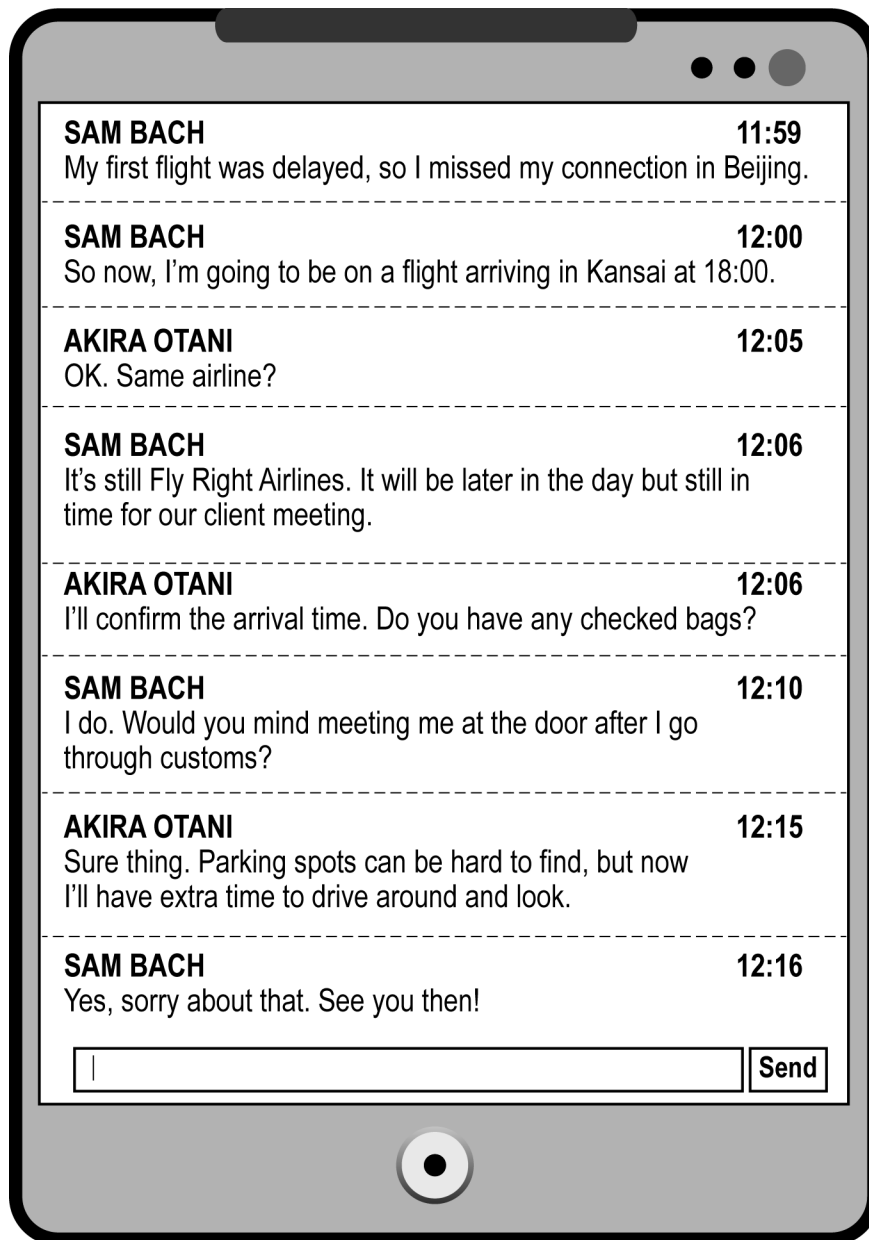 SAM BACH 11:59
My first flight was delayed, so I missed my connection in Beijing.
SAM BACH 12:00
So now, I'm going to be on a flight arriving in Kansai at 18:00.
AKIRA OTANI 12:05
OK. Same airline?
SAM BACH 12:06
It's still Fly Right Airlines. It will be later in the day but still in
time for our client meeting.
AKIRA OTANI 12:06
I'll confirm the arrival time. Do you have any checked bags?
SAM BACH 12:10
I do. Would you mind meeting me at the door after I go
through customs?
AKIRA OTANI 12:15
Sure thing. Parking spots can be hard to find, but now
I'll have extra time to drive around and look.
SAM BACH 12:16
Yes, sorry about that. See you then!
Send